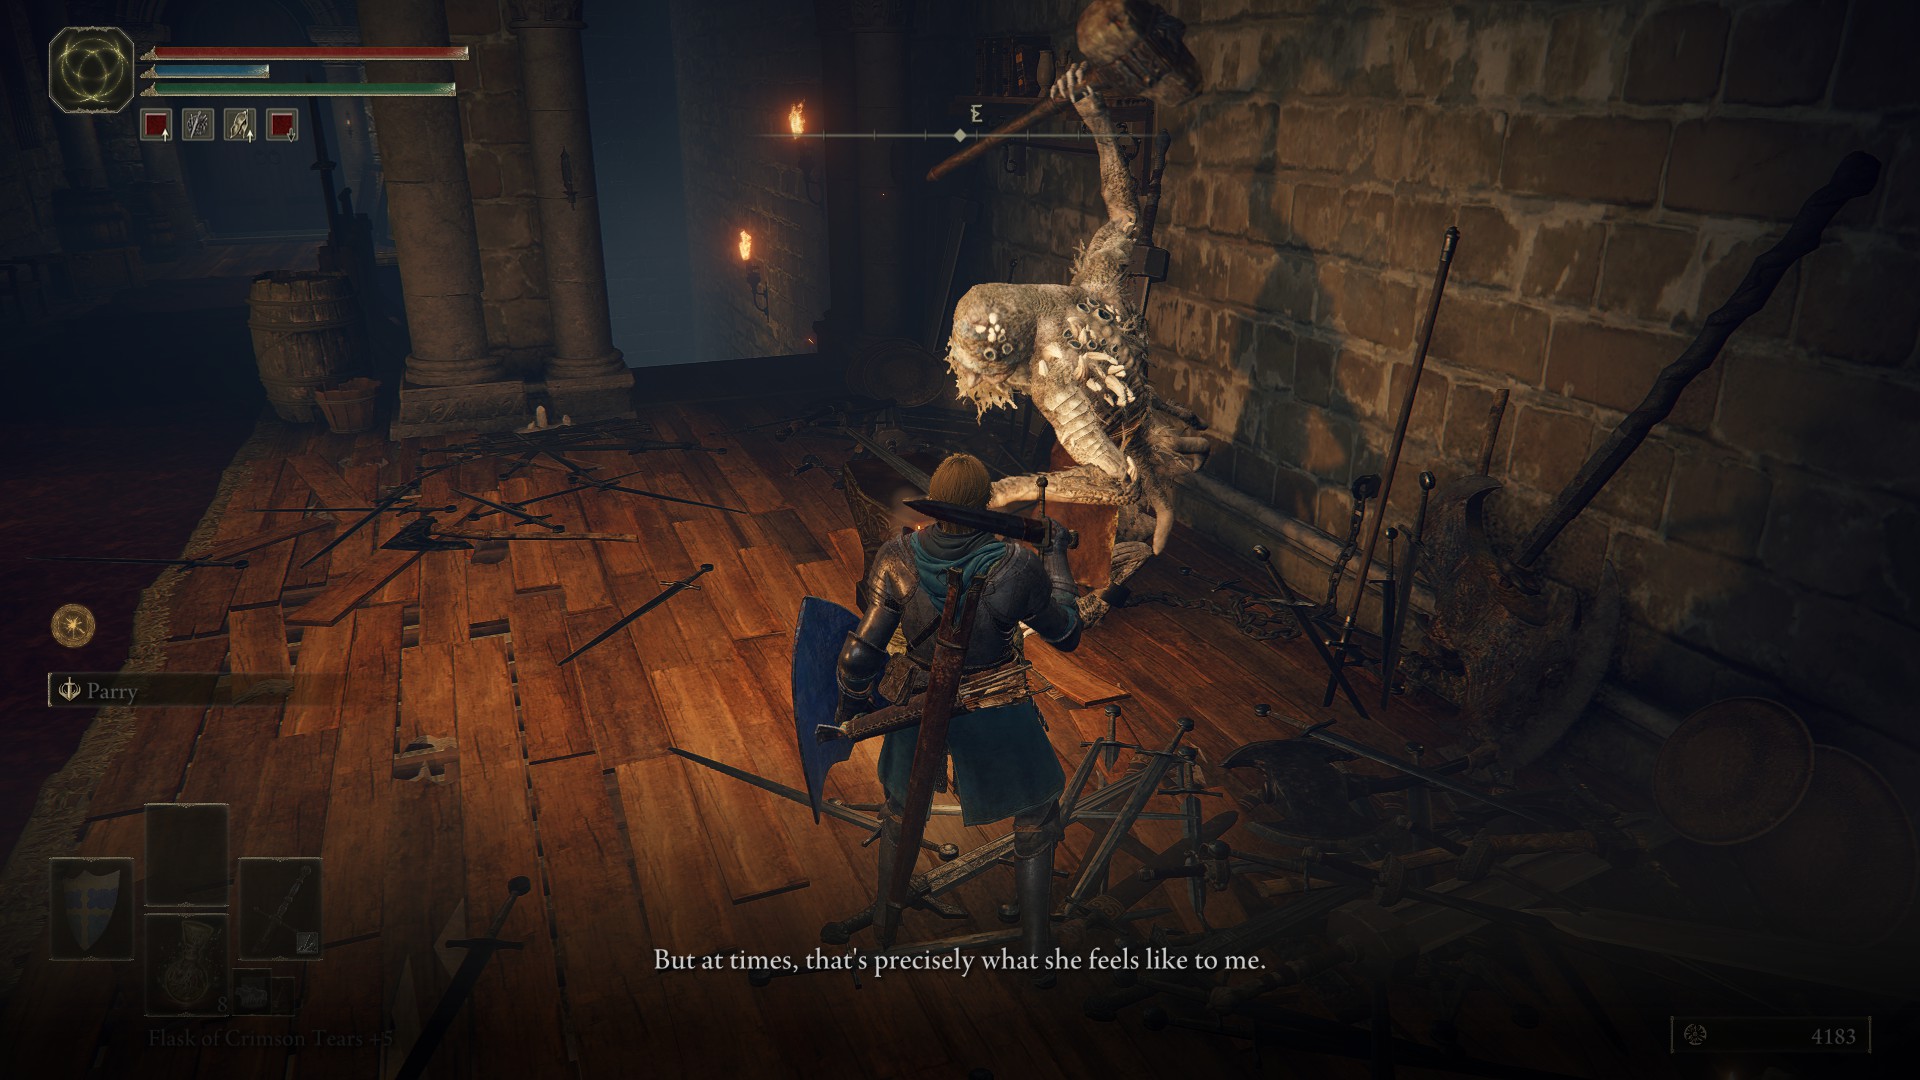 E
Parry
But at times, that's precisely what she feels like to me.
8
Flask of Crimson Tears +5
4183